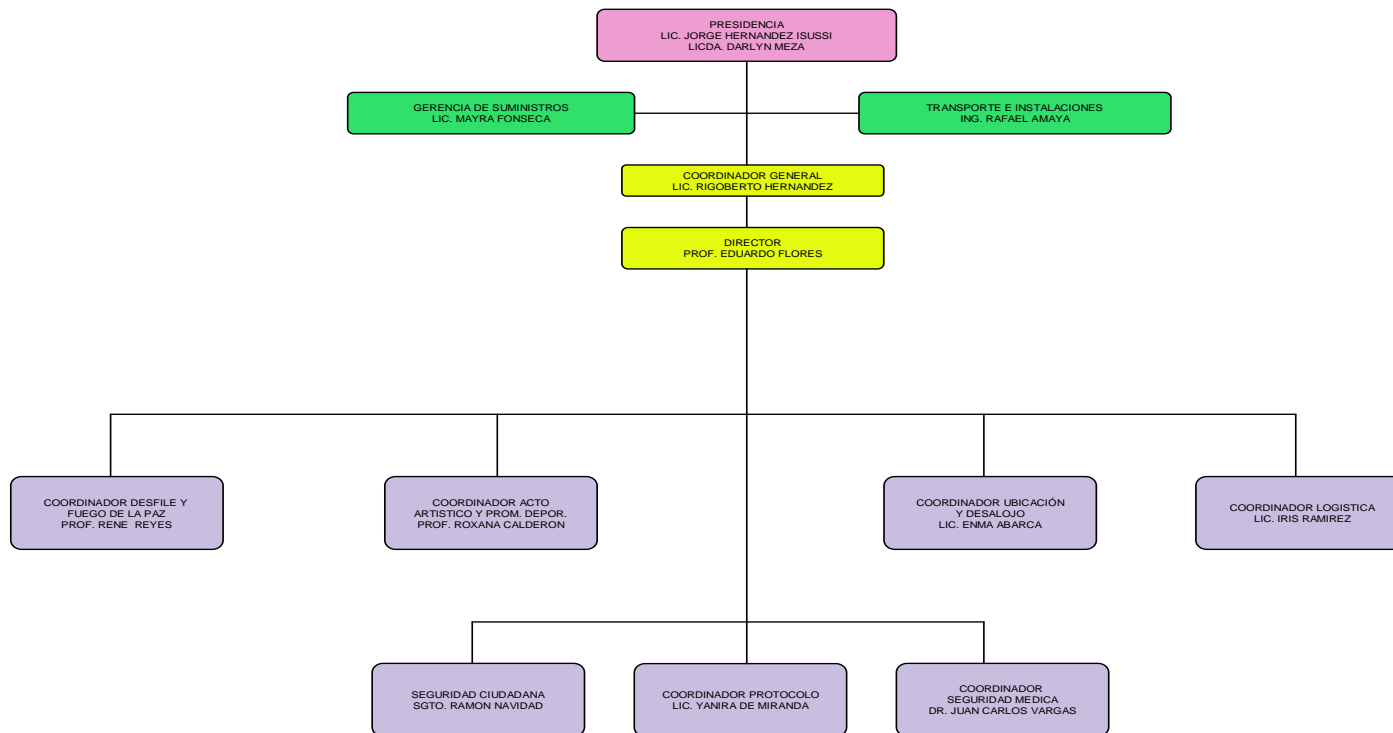 PRESIDENCIA
LIC. JORGE HERNANDEZ ISUSSI
LICDA. DARLYN MEZA
GERENCIA DE SUMINISTROS
LIC. MAYRA FONSECA
TRANSPORTE E INSTALACIONES
ING. RAFAEL AMAYA
COORDINADOR GENERAL
LIC. RIGOBERTO HERNANDEZ
DIRECTOR
PROF. EDUARDO FLORES
COORDINADOR DESFILE Y
FUEGO DE LA PAZ
PROF. RENE REYES
COORDINADOR ACTO
ARTISTICO Y PROM. DEPOR.
PROF. ROXANA CALDERON
COORDINADOR UBICACIÓN
Y DESALOJO
LIC. ENMA ABARCA
COORDINADOR LOGISTICA
LIC. IRIS RAMIREZ
SEGURIDAD CIUDADANA
SGTO. RAMON NAVIDAD
COORDINADOR PROTOCOLO
LIC. YANIRA DE MIRANDA
COORDINADOR
SEGURIDAD MEDICA
DR. JUAN CARLOS VARGAS